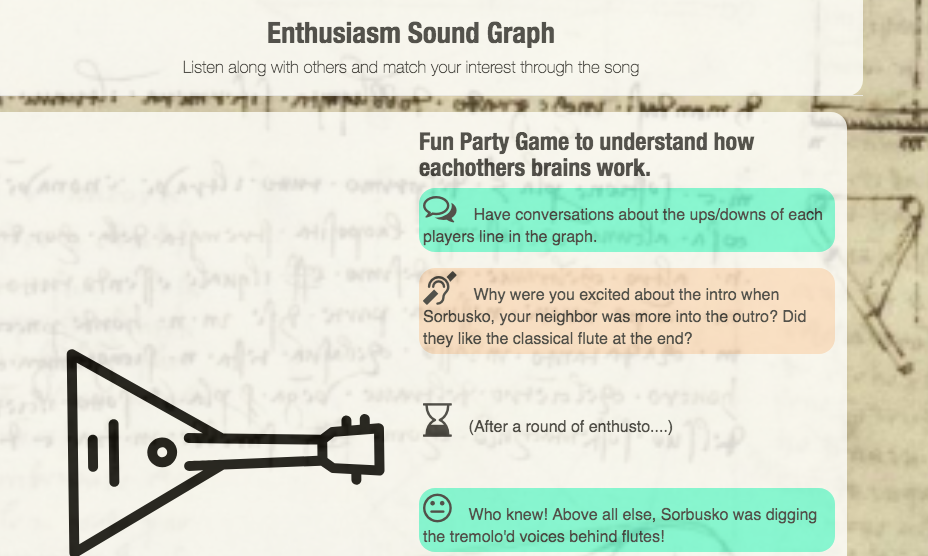 Enthusiasm Sound Graph
Listen along with others and match your interest through the song
Fun Party Game to understand how
eachothers brains work.
Have conversations about the ups/downs of each
players line in the graph.
Why were you excited about the intro when
Sorbusko, your neighbor was more into the outro? Did
they like the classical flute at the end?
(After a round of enthusto....)
Who knew! Above all else, Sorbusko was digging
the tremolo'd voices behind flutes!